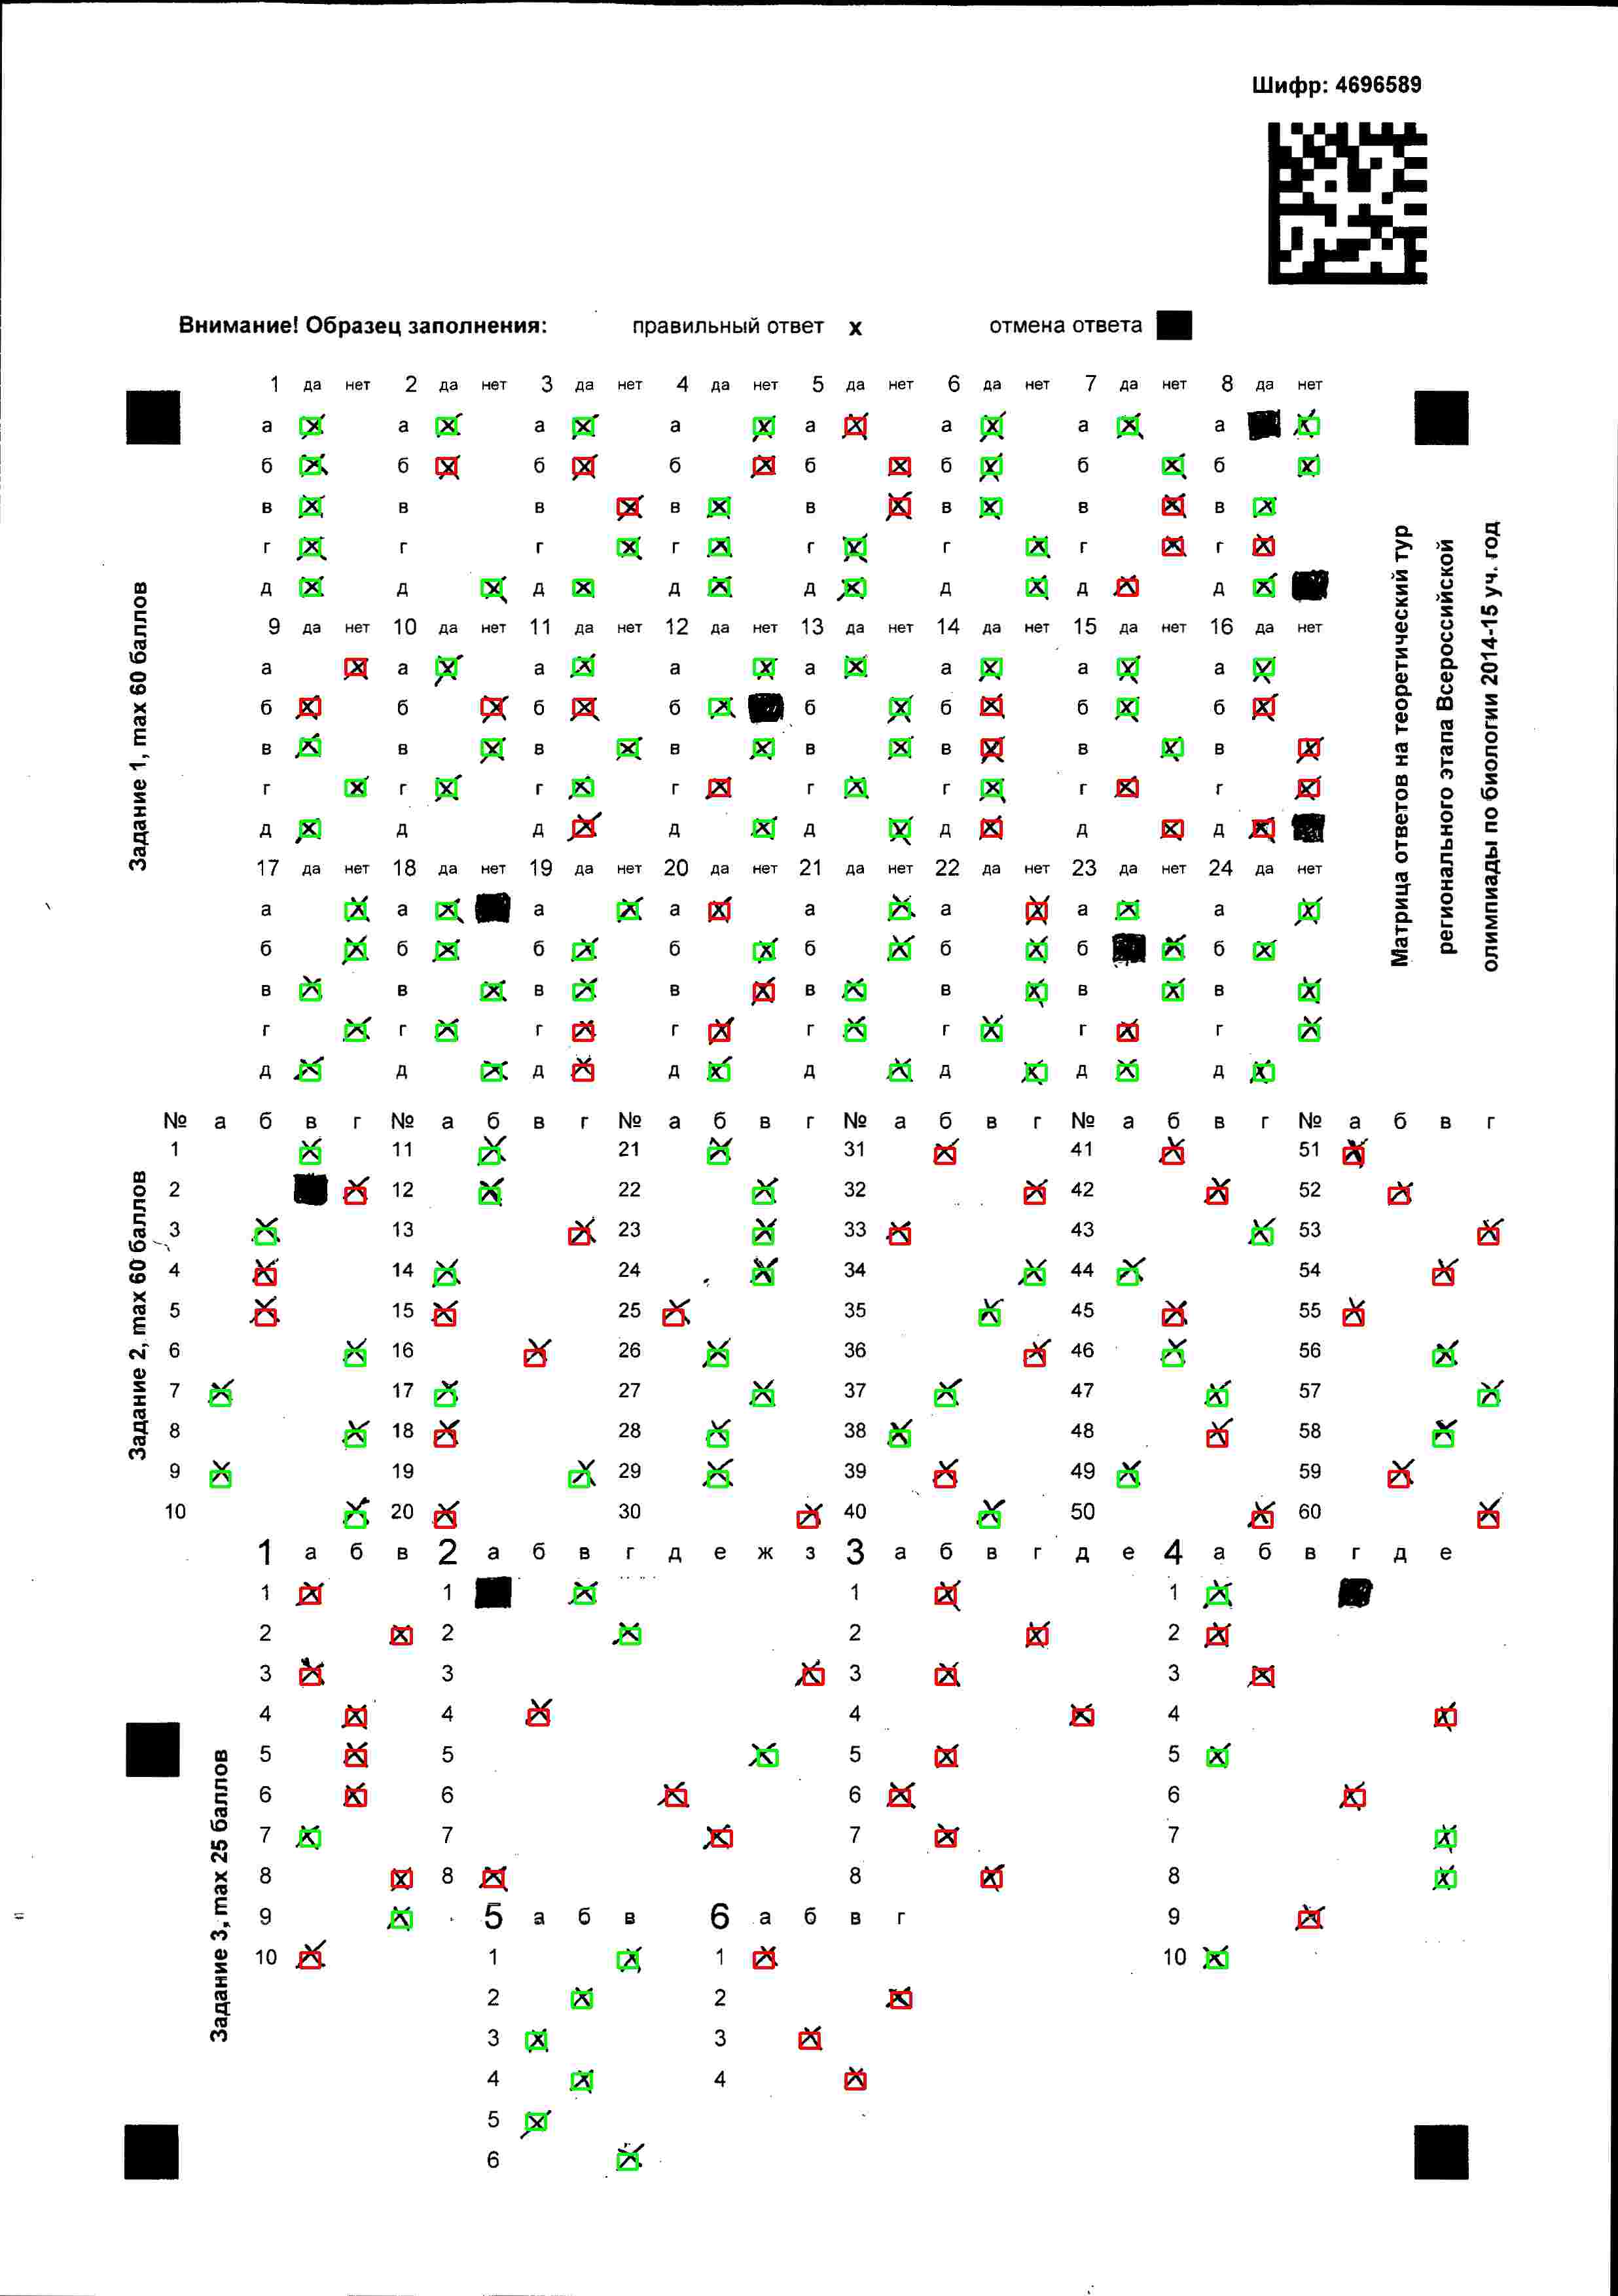 Шифр: 4696589
Внимание! Образец заполнения: правильный ответ x отмена ответа
Задание 1, max 60 баллов
1 да нет 2 да нет 3 да нет 4 да нет 5 да нет 6 да нет 7 да нет 8 да нет
а а а а а а а а
б б б б б б б б
в в в в в в в в
г г г г г г г г
д д д д д д д д
9 да нет 10 да нет 11 да нет 12 да нет 13 да нет 14 да нет 15 да нет 16 да нет
а а а а а а а а
б б б б б б б б
в в в в в в в в
г г г г г г г г
д д д д д д д д
17 да нет 18 да нет 19 да нет 20 да нет 21 да нет 22 да нет 23 да нет 24 да нет
а а а а а а а а
б б б б б б б б
в в в в в в в в
г г г г г г г г
д д д д д д д д
Матрица ответов на теоретический тур
регионального этапа Всероссийской
олимпиады по биологии 2014-15 уч. год
Задание 2, max 60 баллов
№ а б в г № а б в г № а б в г № а б в г № а б в г № а б в г
1 11 21 31 41 51
2 12 22 32 42 52
3 13 23 33 43 53
4 14 24 34 44 54
5 15 25 35 45 55
6 16 26 36 46 56
7 17 27 37 47 57
8 18 28 38 48 58
9 19 29 39 49 59
10 20 30 40 50 60
Задание 3, max 25 баллов
1 а б в 2 а б в г д е ж з 3 а б в г д е 4 а б в г д е
1 1 1 1
2 2 2 2
3 3 3 3
4 4 4 4
5 5 5 5
6 6 6 6
7 7 7 7
8 8 8 8
9 5 а б в 6 а б в г 9
10 1 1 10
2 2
3 3
4 4
5
6